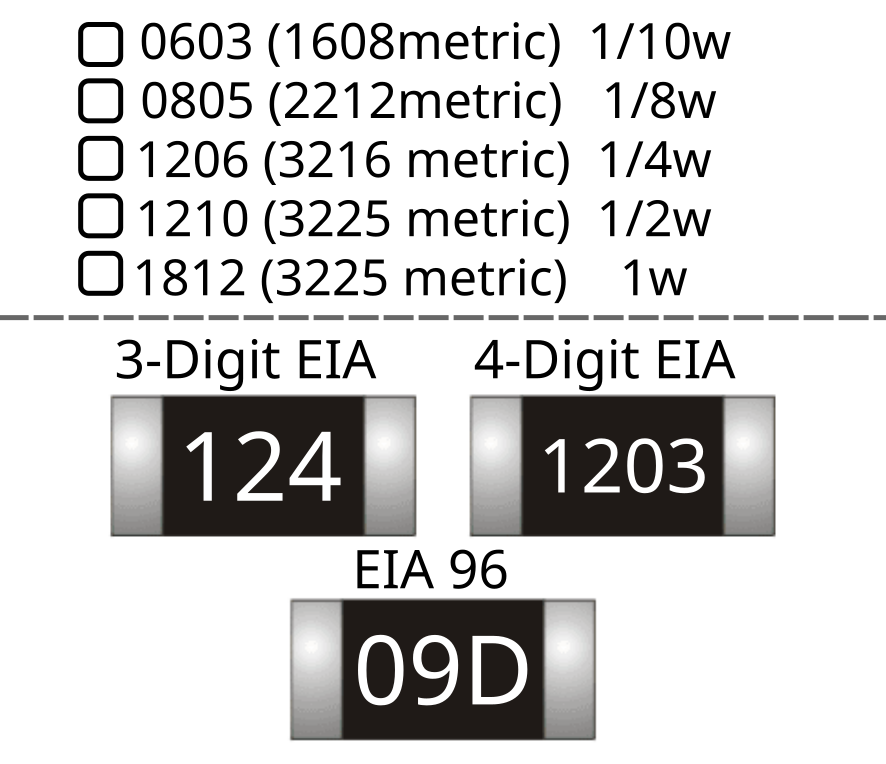 0603 (1608metric) 1/10w
0805 (2212metric) 1/8w
1206 (3216 metric) 1/4w
1210 (3225 metric) 1/2w
1812 (3225 metric) 1w
3-Digit EIA 4-Digit EIA
124 1203
EIA 96
09D